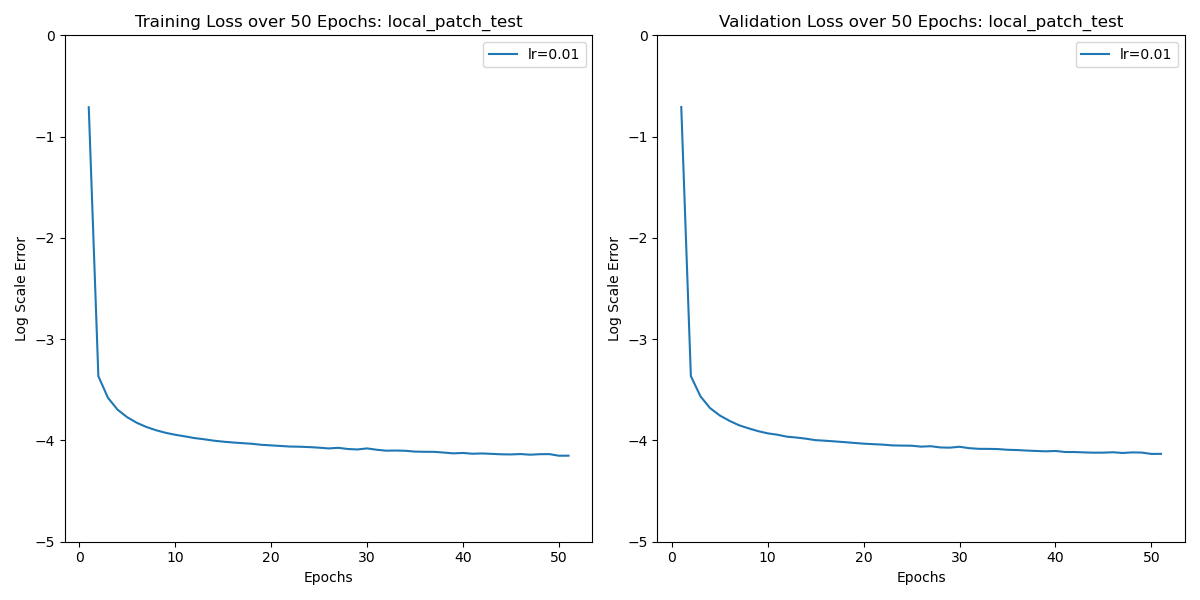 Training Loss over 50 Epochs: local_patch_test
0
−1
−2
−3
−4
−5
Log Scale Error
lr=0.01
0 10 20 30 40 50
Epochs
Validation Loss over 50 Epochs: local_patch_test
0
−1
−2
−3
−4
−5
Log Scale Error
lr=0.01
0 10 20 30 40 50
Epochs